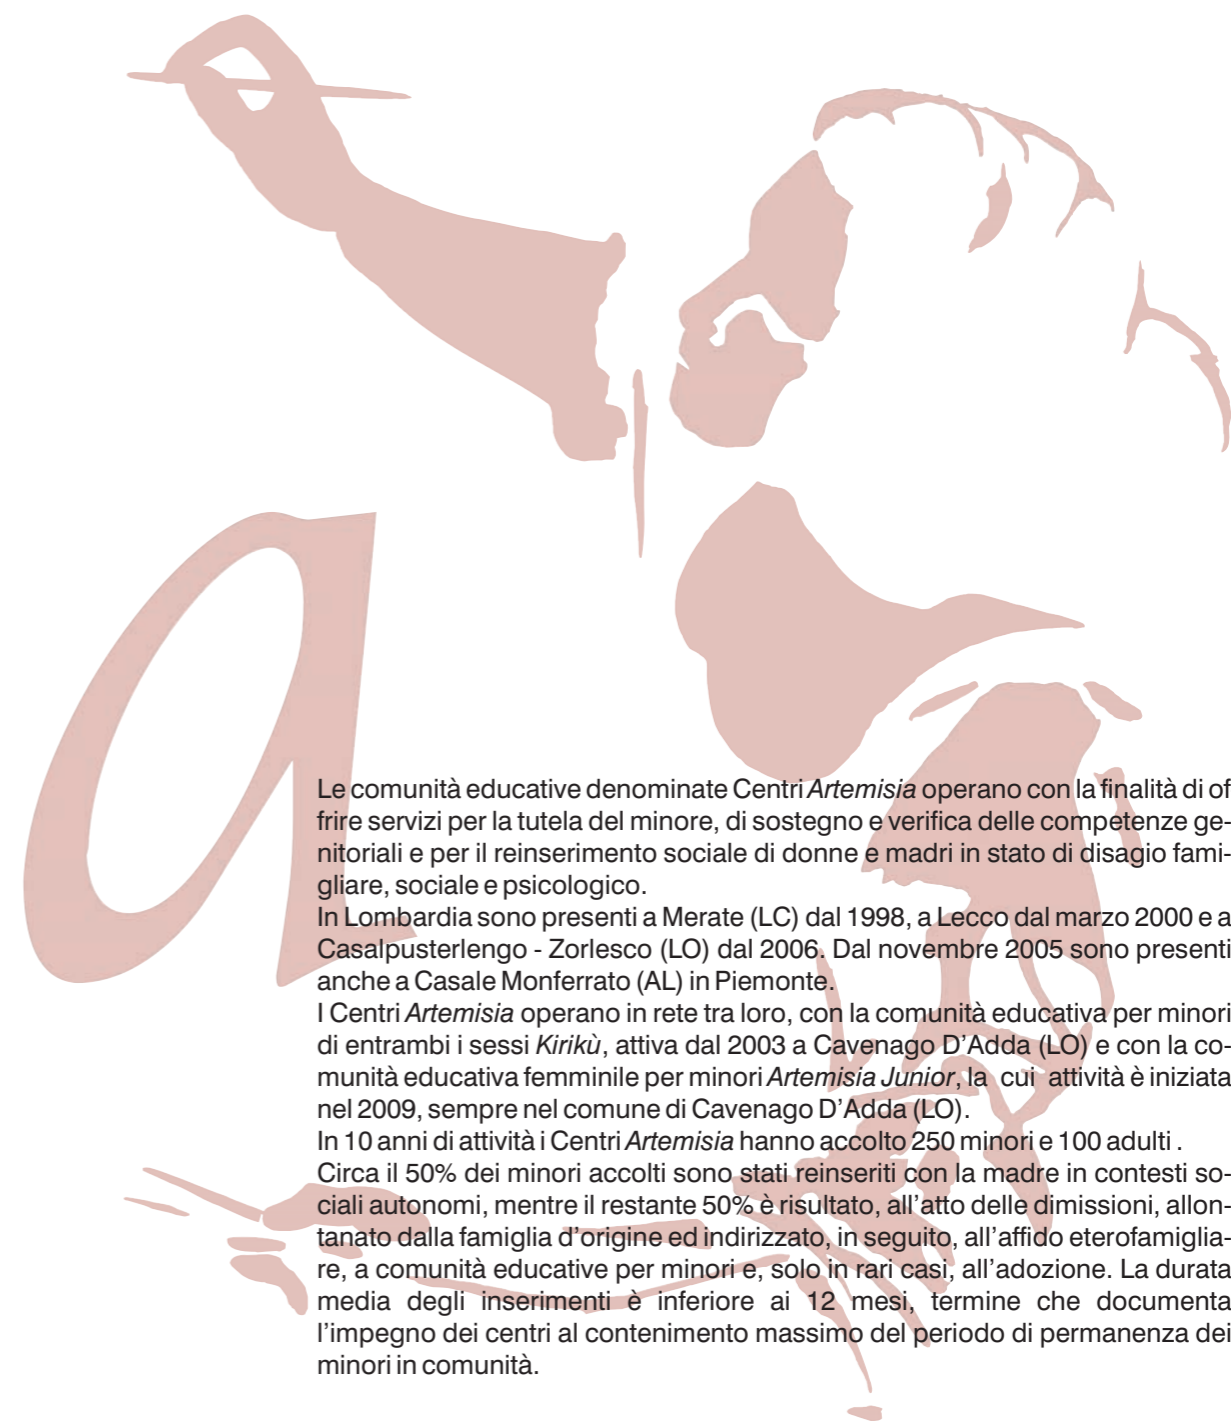 a
Le comunità educative denominate Centri Artemisia operano con la finalità di of
frire servizi per la tutela del minore, di sostegno e verifica delle competenze ge-
nitoriali e per il reinserimento sociale di donne e madri in stato di disagio fami-
gliare, sociale e psicologico.
In Lombardia sono presenti a Merate (LC) dal 1998, a Lecco dal marzo 2000 e a
Casalpusterlengo - Zorlesco (LO) dal 2006. Dal novembre 2005 sono presenti
anche a Casale Monferrato (AL) in Piemonte.
I Centri Artemisia operano in rete tra loro, con la comunità educativa per minori
di entrambi i sessi Kirikù, attiva dal 2003 a Cavenago D'Adda (LO) e con la co-
munità educativa femminile per minori Artemisia Junior, la cui attività è iniziata
nel 2009, sempre nel comune di Cavenago D'Adda (LO).
In 10 anni di attività i Centri Artemisia hanno accolto 250 minori e 100 adulti .
Circa il 50% dei minori accolti sono stati reinseriti con la madre in contesti so-
ciali autonomi, mentre il restante 50% è risultato, all'atto delle dimissioni, allon-
tanato dalla famiglia d'origine ed indirizzato, in seguito, all'affido eterofamiglia-
re, a comunità educative per minori e, solo in rari casi, all'adozione. La durata
media degli inserimenti è inferiore ai 12 mesi, termine che documenta
l'impegno dei centri al contenimento massimo del periodo di permanenza dei
minori in comunità.